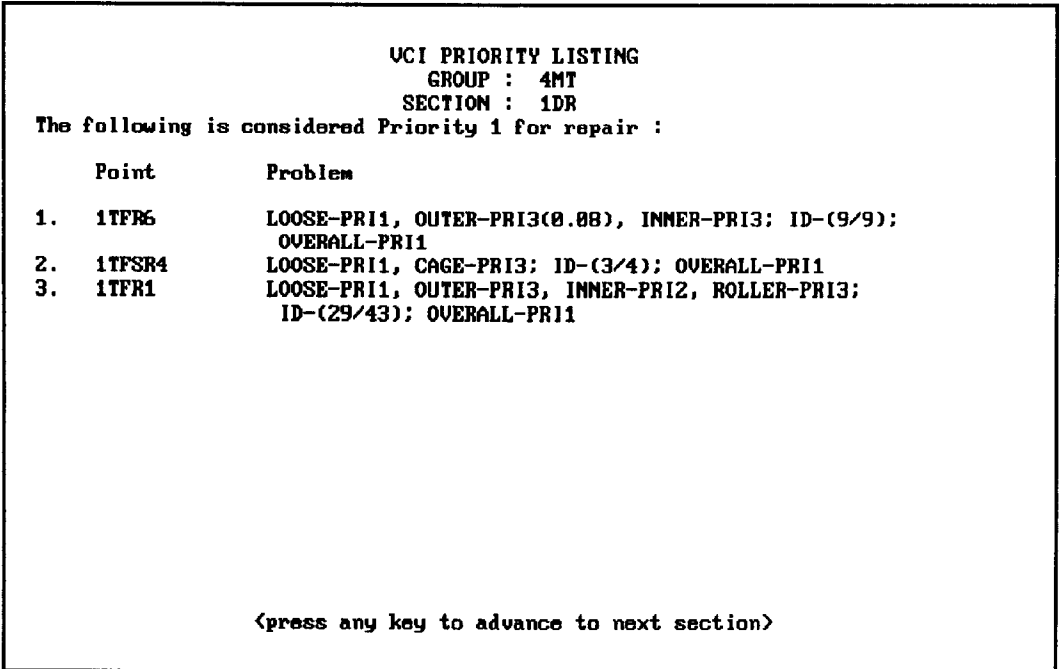 VCI PRIORITY LISTING
GROUP : 4MT
SECTION : 1DR
The following is considered Priority 1 for repair :
Point Problem
1. 1TFR6 LOOSE-PRI1, OUTER-PRI3(0.08), INNER-PRI3; ID-(9/9);
OVERALL-PRI1
2. 1TFSR4 LOOSE-PRI1, CAGE-PRI3; ID-(3/4); OVERALL-PRI1
3. 1TFR1 LOOSE-PRI1, OUTER-PRI3, INNER-PRI2, ROLLER-PRI3;
ID-(29/43); OVERALL-PRI1
<press any key to advance to next section>